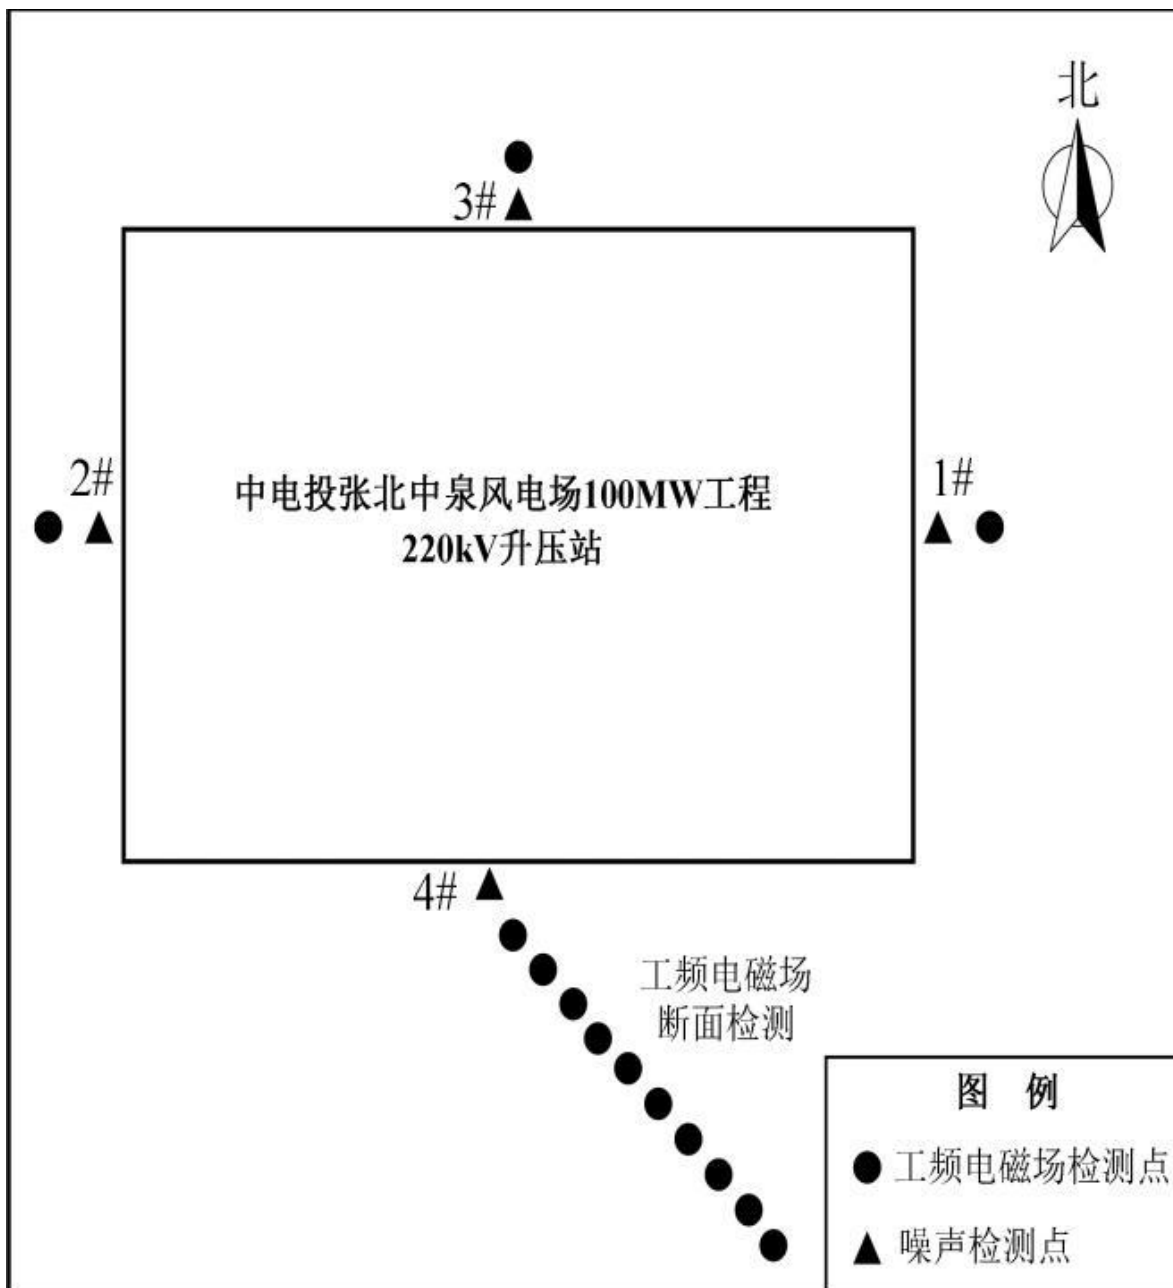 北
3#
2#
1#
中电投张北中泉风电场100MW工程
220kV升压站
4#
工频电磁场
断面检测
图 例
工频电磁场检测点
噪声检测点